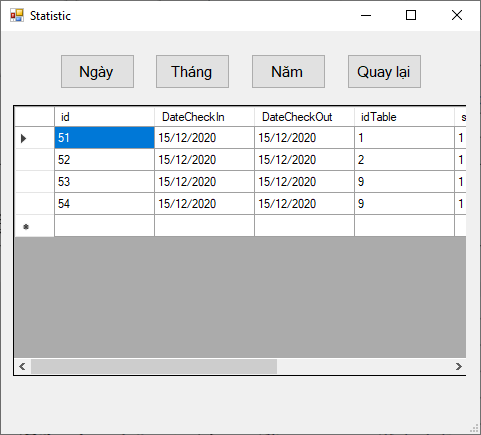 Statistic
Ngày Tháng Năm Quay lại
id DateCheckIn DateCheckOut idTable s
51 15/12/2020 15/12/2020 1 1
52 15/12/2020 15/12/2020 2 1
53 15/12/2020 15/12/2020 9 1
54 15/12/2020 15/12/2020 9 1